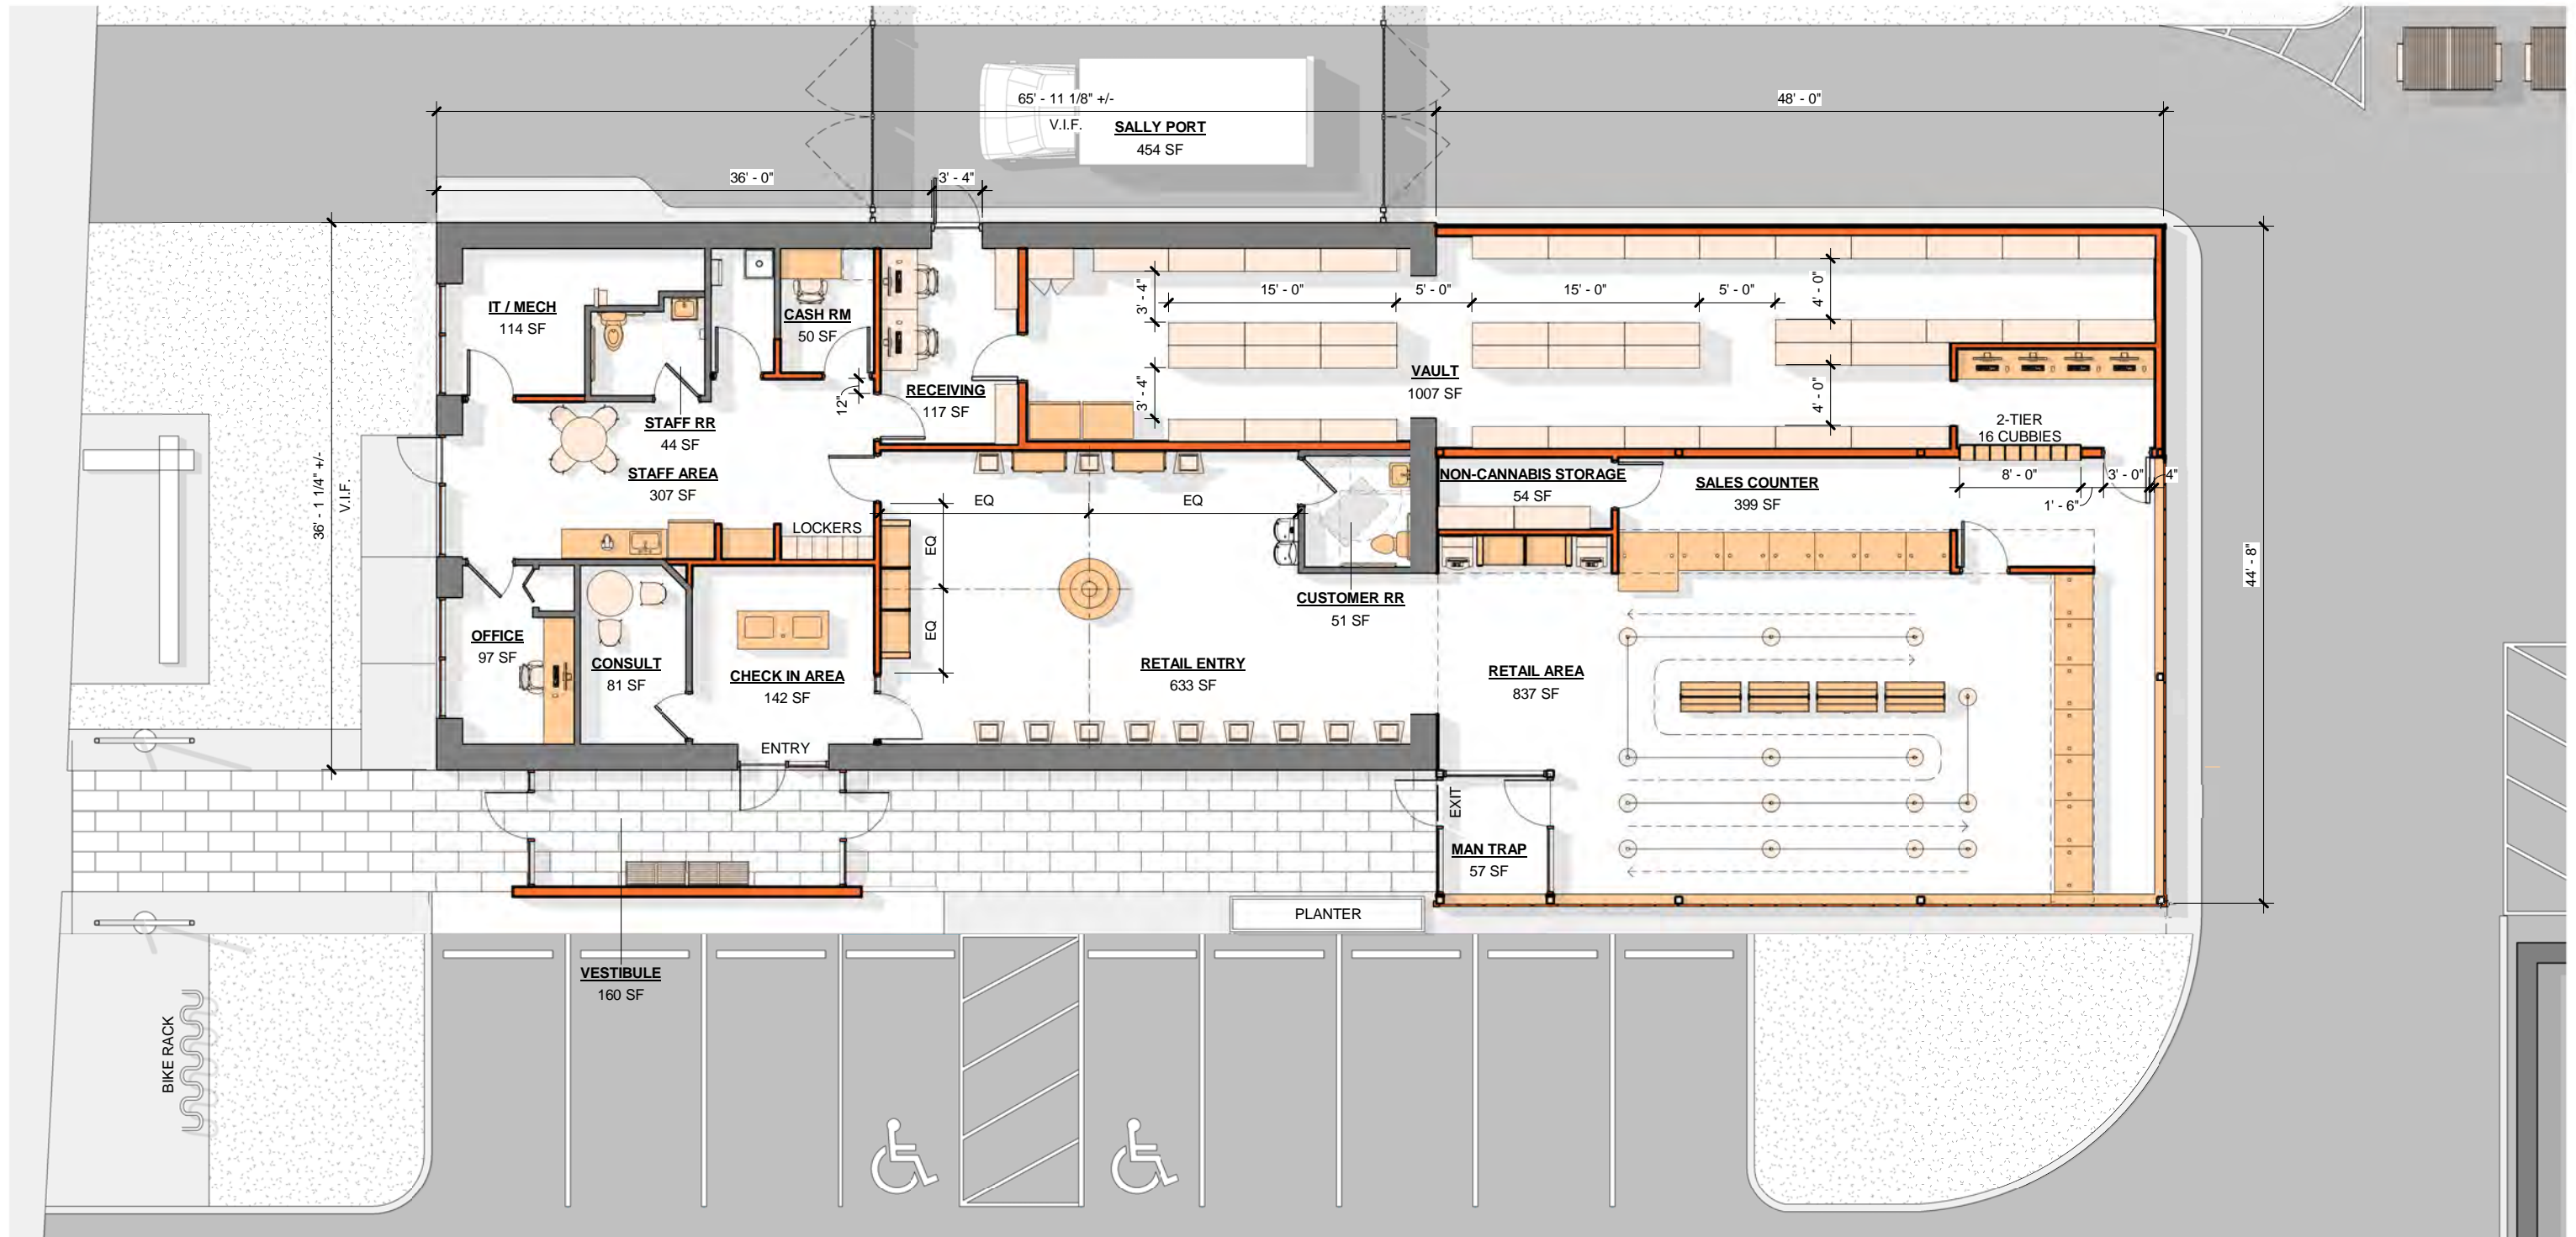 65' - 11 1/8" +/-
V.I.F.
48' - 0"
SALLY PORT
454 SF
36' - 0"
3' - 4"
36' - 1 1/4" +/-
V.I.F.
IT / MECH
114 SF
CASH RM
50 SF
STAFF RR
44 SF
12"
RECEIVING
117 SF
3' - 4"
3' - 4"
15' - 0"
5' - 0"
15' - 0"
5' - 0"
4' - 0"
4' - 0"
VAULT
1007 SF
2-TIER
16 CUBBIES
STAFF AREA
307 SF
LOCKERS
EQ
EQ
EQ
EQ
NON-CANNABIS STORAGE
54 SF
SALES COUNTER
399 SF
8' - 0"
3' - 0"
4"
1' - 6"
44' - 8"
OFFICE
97 SF
CONSULT
81 SF
CHECK IN AREA
142 SF
RETAIL ENTRY
633 SF
CUSTOMER RR
51 SF
RETAIL AREA
837 SF
ENTRY
EXIT
MAN TRAP
57 SF
PLANTER
VESTIBULE
160 SF
BIKE RACK